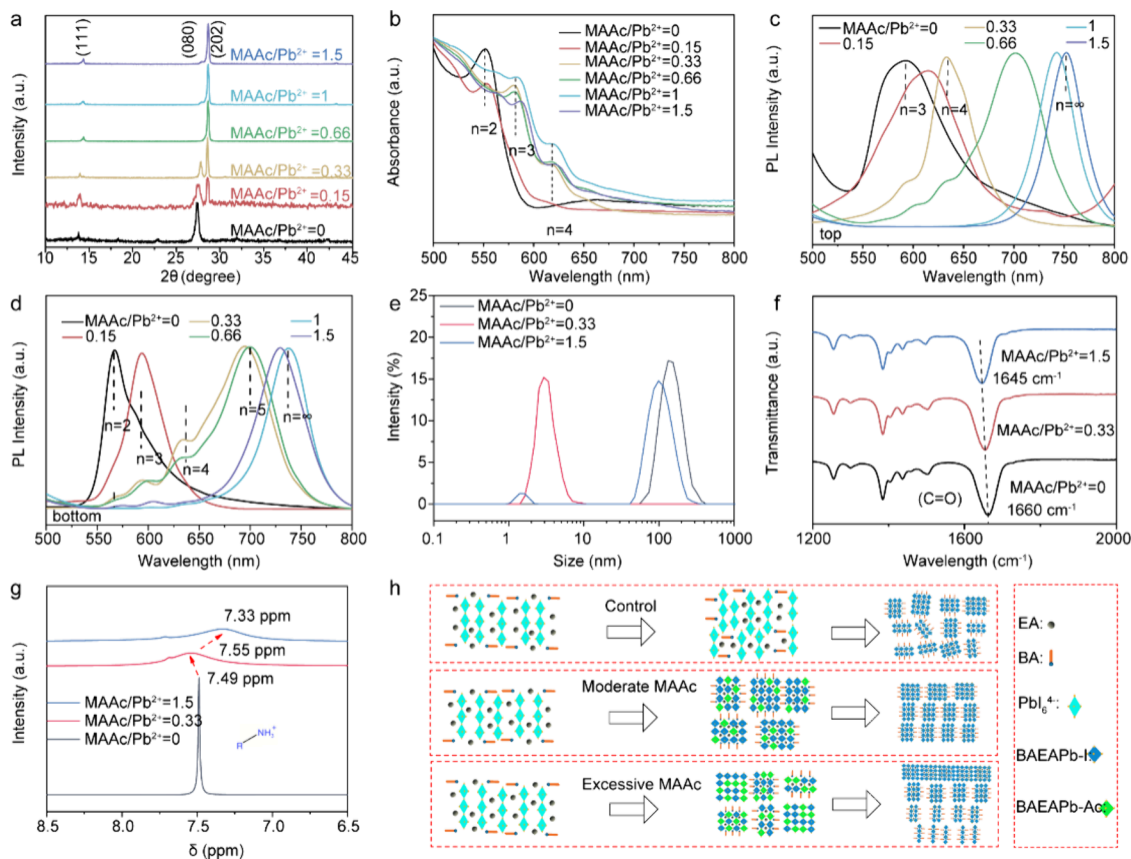 a
(111)
(080)
(202)
MAAc/Pb²⁺=1.5
MAAc/Pb²⁺=1
MAAc/Pb²⁺=0.66
MAAc/Pb²⁺=0.33
MAAc/Pb²⁺=0.15
MAAc/Pb²⁺=0
Intensity (a.u.)
10 15 20 25 30 35 40 45
2θ (degree)
b
MAAc/Pb²⁺=0
MAAc/Pb²⁺=0.15
MAAc/Pb²⁺=0.33
MAAc/Pb²⁺=0.66
MAAc/Pb²⁺=1
MAAc/Pb²⁺=1.5
n=2
n=3
n=4
Absorbance (a.u.)
500 550 600 650 700 750 800
Wavelength (nm)
c
MAAc/Pb²⁺=0 0.33 1
0.15 0.66 1.5
n=3
n=4
n=∞
top
PL Intensity (a.u.)
500 550 600 650 700 750 800
Wavelength (nm)
d
MAAc/Pb²⁺=0 0.33 1
0.15 0.66 1.5
n=2
n=3
n=4
n=5
n=∞
bottom
PL Intensity (a.u.)
500 550 600 650 700 750 800
Wavelength (nm)
e
MAAc/Pb²⁺=0
MAAc/Pb²⁺=0.33
MAAc/Pb²⁺=1.5
25
20
15
10
5
0
Intensity (%)
0.1 1 10 100 1000
Size (nm)
f
MAAc/Pb²⁺=1.5
1645 cm⁻¹
MAAc/Pb²⁺=0.33
MAAc/Pb²⁺=0
(C=O)
1660 cm⁻¹
Transmittance (a.u.)
1200 1600 2000
Wavelength (cm⁻¹)
g
7.33 ppm
7.55 ppm
7.49 ppm
MAAc/Pb²⁺=1.5
MAAc/Pb²⁺=0.33
MAAc/Pb²⁺=0
R NH₃⁺
Intensity (a.u.)
8.5 8.0 7.5 7.0 6.5
δ (ppm)
h
Control
Moderate MAAc
Excessive MAAc
EA:
BA:
PbI₆⁴⁻:
BAEAPb-I:
BAEAPb-Ac: